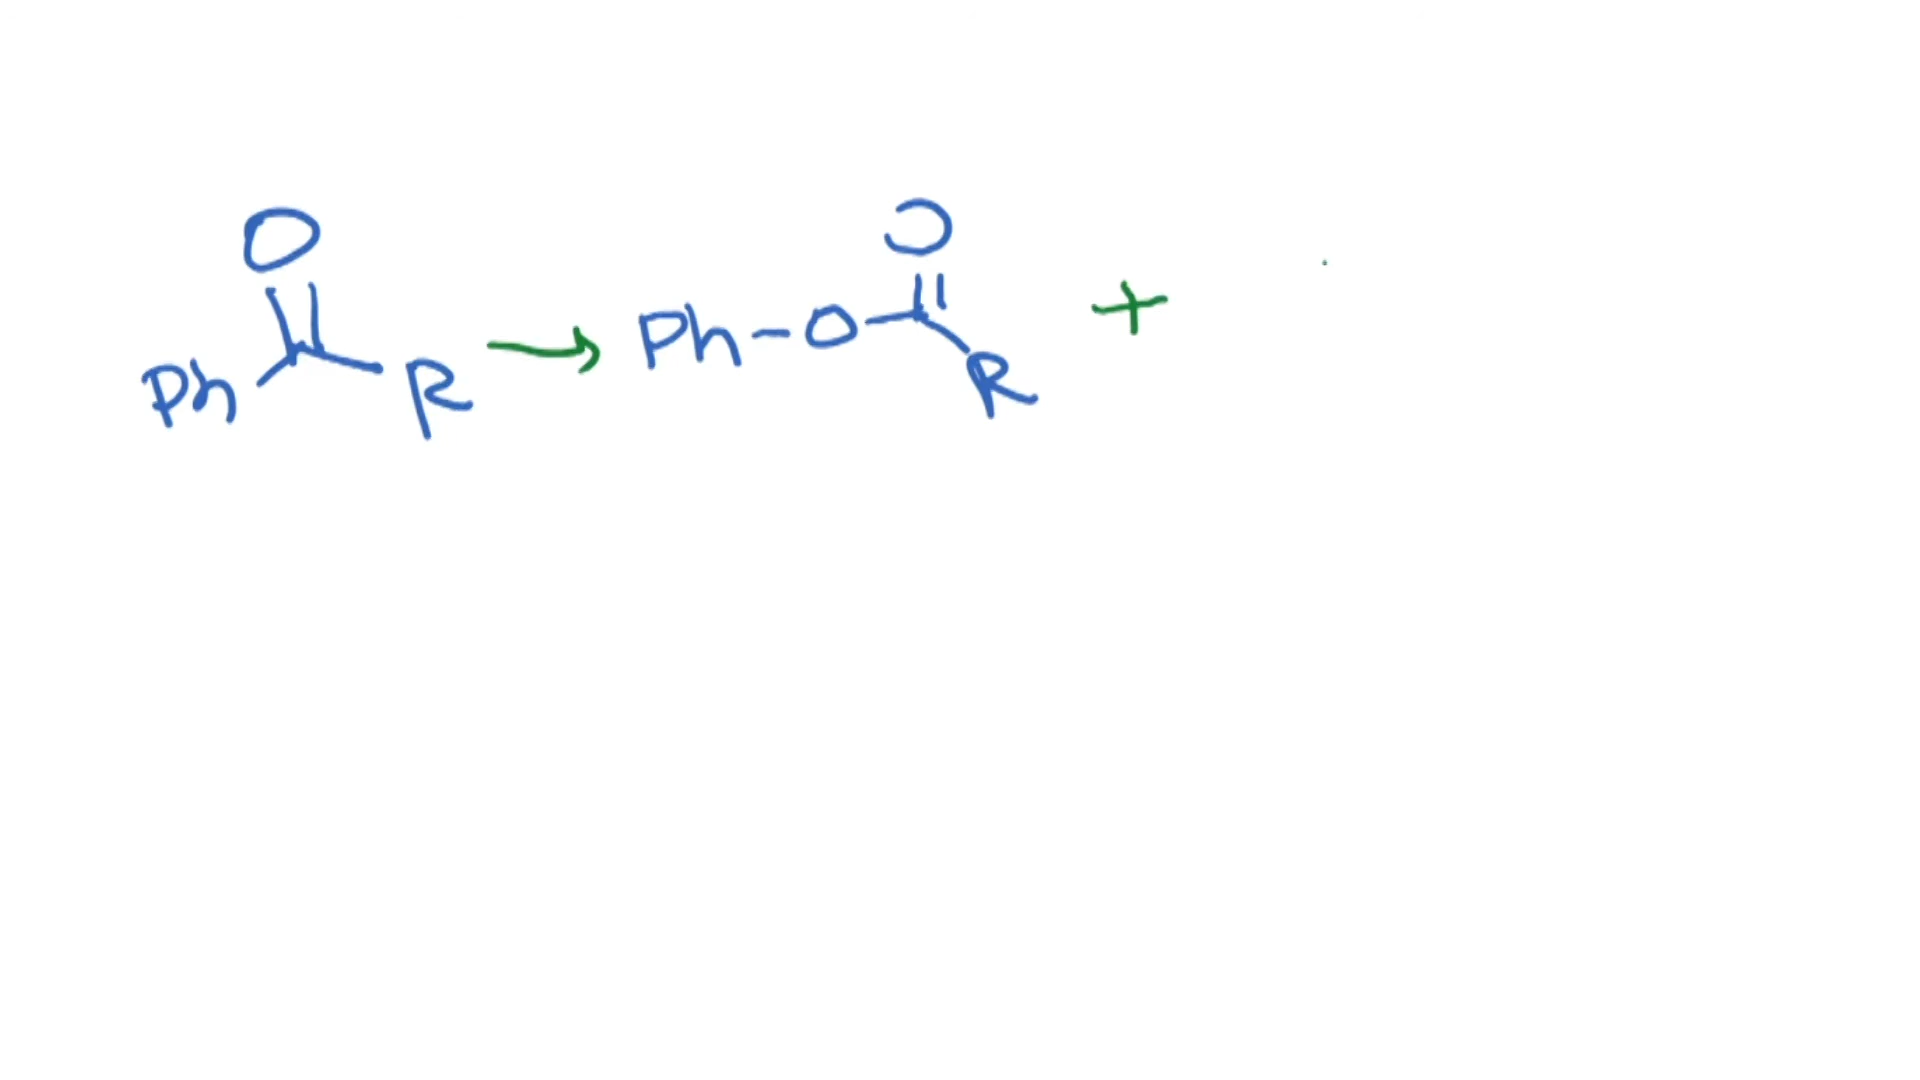 O O
Ph R → Ph-O R +